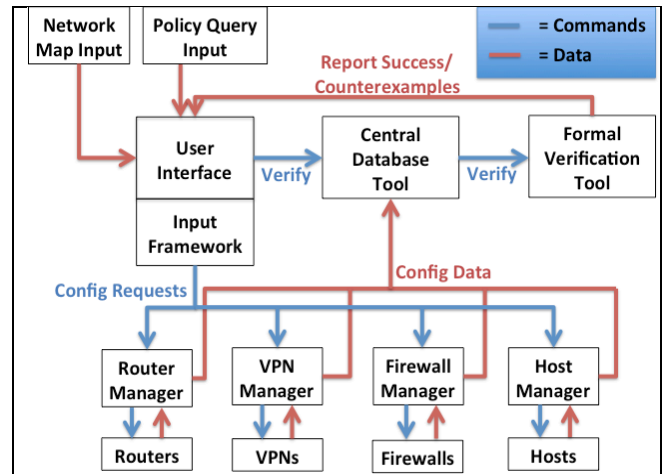 Network
Map Input
Policy Query
Input
= Commands
= Data
Report Success/
Counterexamples
User
Interface
Verify
Central
Database
Tool
Verify
Formal
Verification
Tool
Input
Framework
Config Requests
Config Data
Router
Manager
VPN
Manager
Firewall
Manager
Host
Manager
Routers
VPNs
Firewalls
Hosts